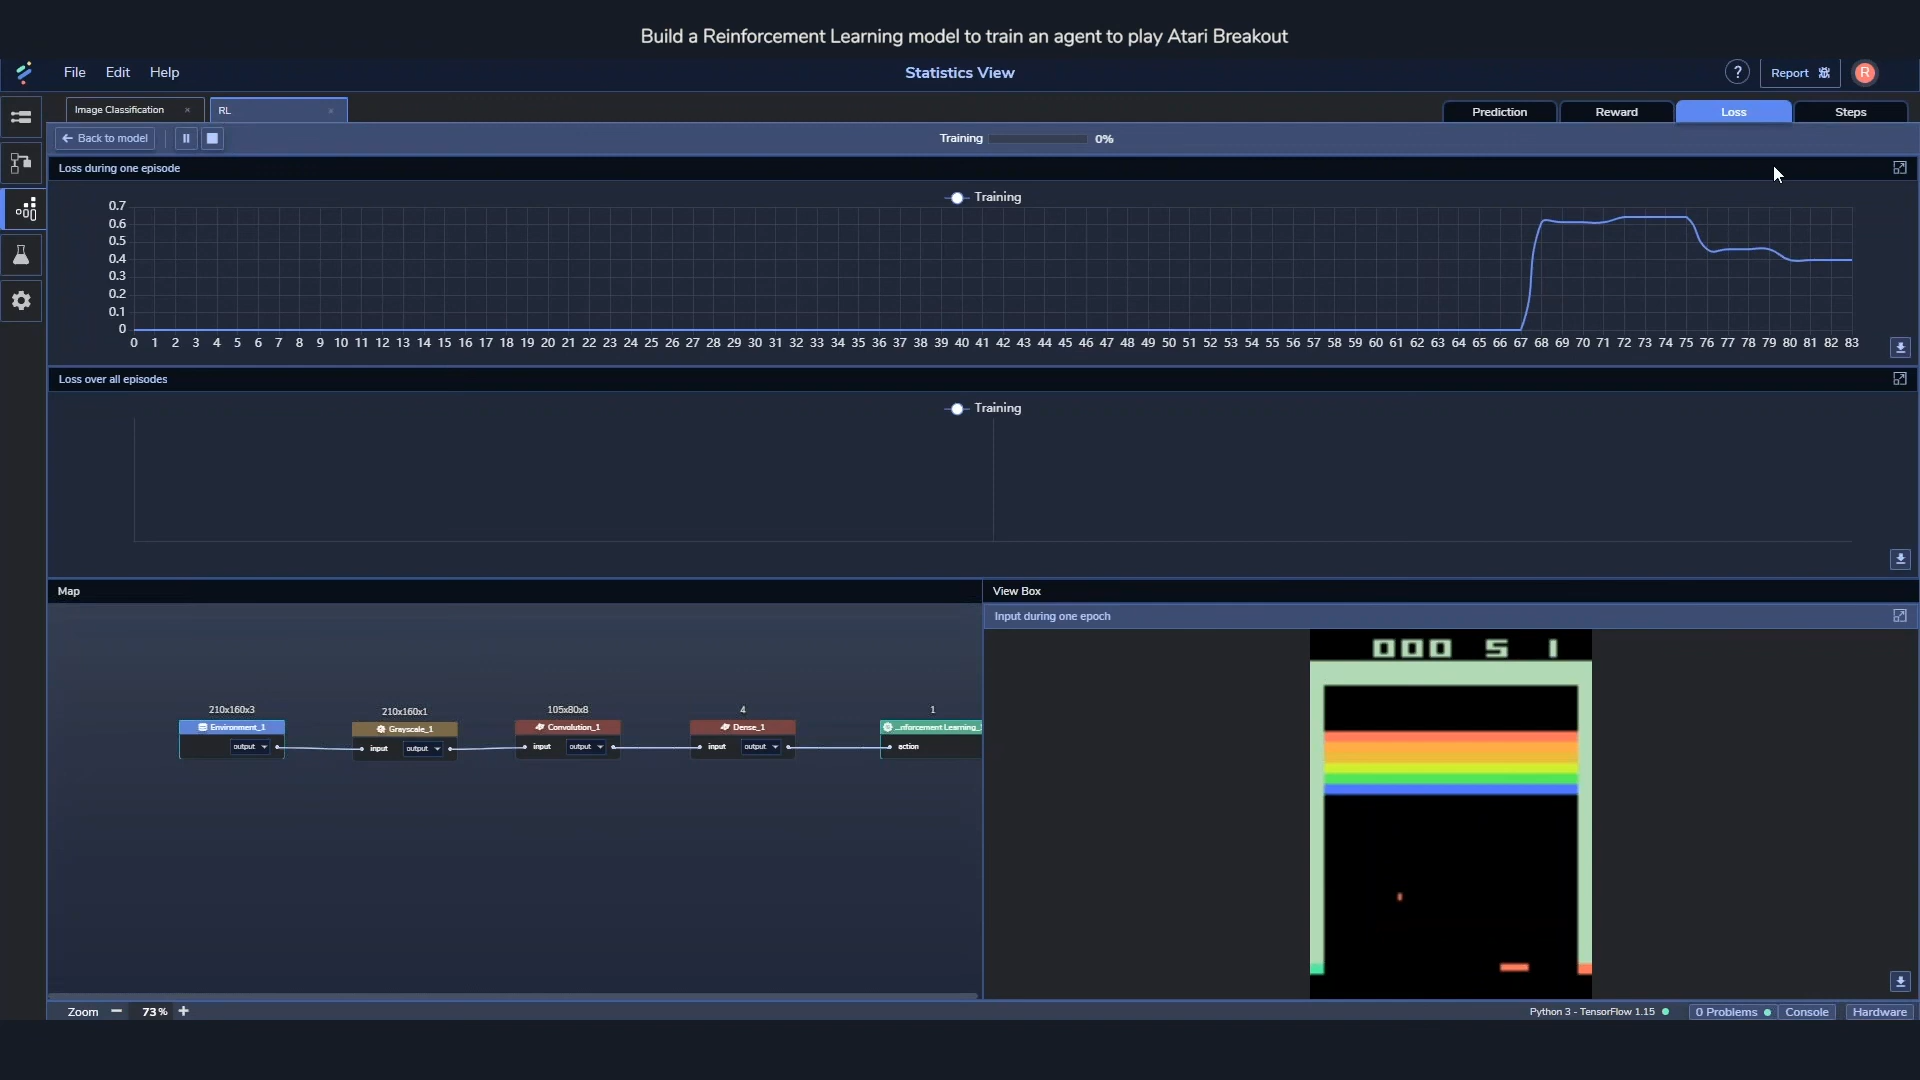 Build a Reinforcement Learning model to train an agent to play Atari Breakout
File Edit Help
Statistics View
? Report R
Image Classification × RL ×
Prediction Reward Loss Steps
← Back to model
Training 0%
Loss during one episode
Training
0.7
0.6
0.5
0.4
0.3
0.2
0.1
0
0 1 2 3 4 5 6 7 8 9 10 11 12 13 14 15 16 17 18 19 20 21 22 23 24 25 26 27 28 29 30 31 32 33 34 35 36 37 38 39 40 41 42 43 44 45 46 47 48 49 50 51 52 53 54 55 56 57 58 59 60 61 62 63 64 65 66 67 68 69 70 71 72 73 74 75 76 77 78 79 80 81 82 83
Loss over all episodes
Training
Map
View Box
Input during one epoch
000 5 1
210x160x3 210x160x1 105x80x8 4 1
Environment_1 Grayscale_1 Convolution_1 Dense_1 ...nforcement Learning_
output input output input output input output action
Zoom − 73% +
Python 3 - TensorFlow 1.15
0 Problems Console Hardware